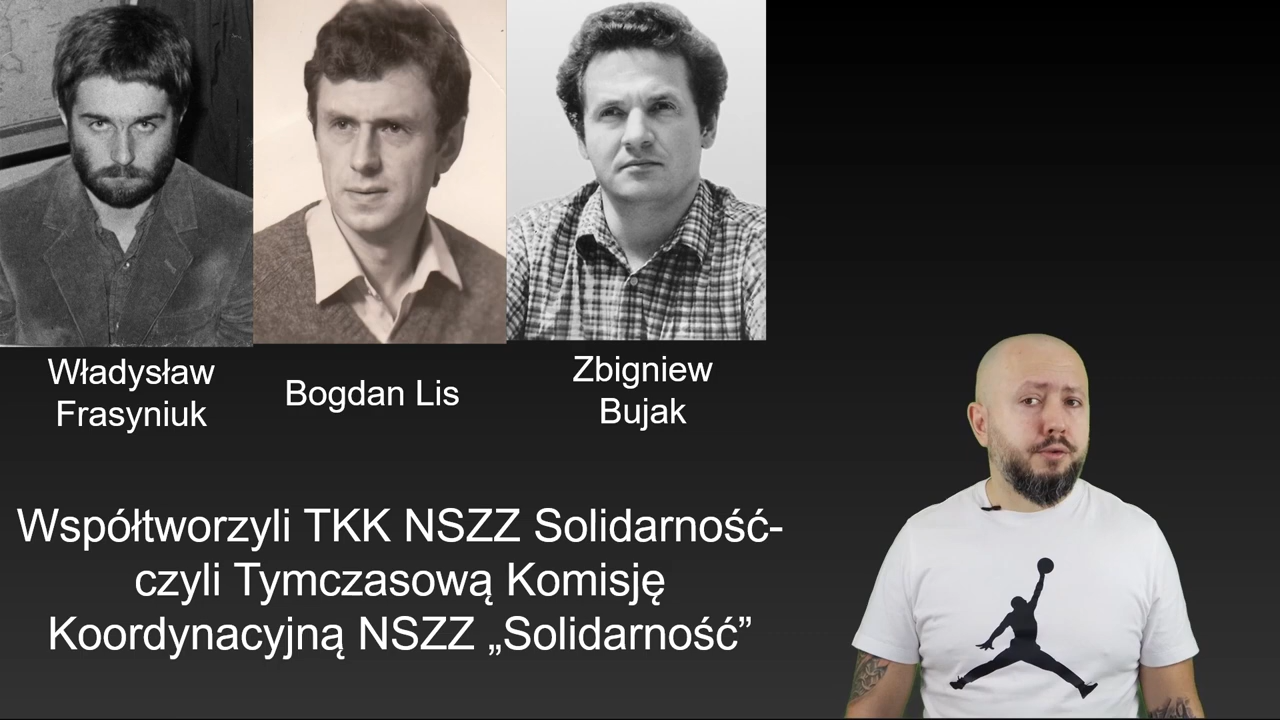 Władysław
Frasyniuk
Bogdan Lis
Zbigniew
Bujak
Współtworzyli TKK NSZZ Solidarność-
czyli Tymczasową Komisję
Koordynacyjną NSZZ „Solidarność”